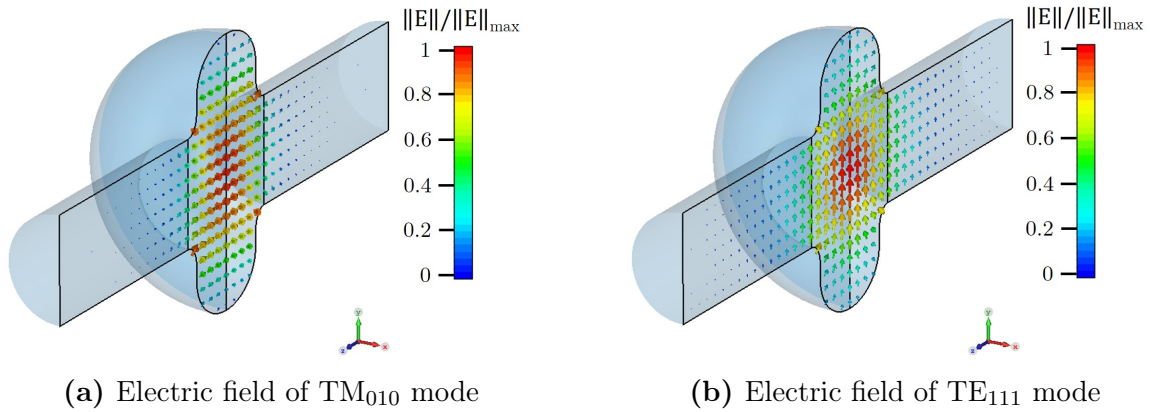 ‖E‖/‖E‖max
1
0.8
0.6
0.4
0.2
0
y
z
x
(a) Electric field of TM010 mode
‖E‖/‖E‖max
1
0.8
0.6
0.4
0.2
0
y
z
x
(b) Electric field of TE111 mode